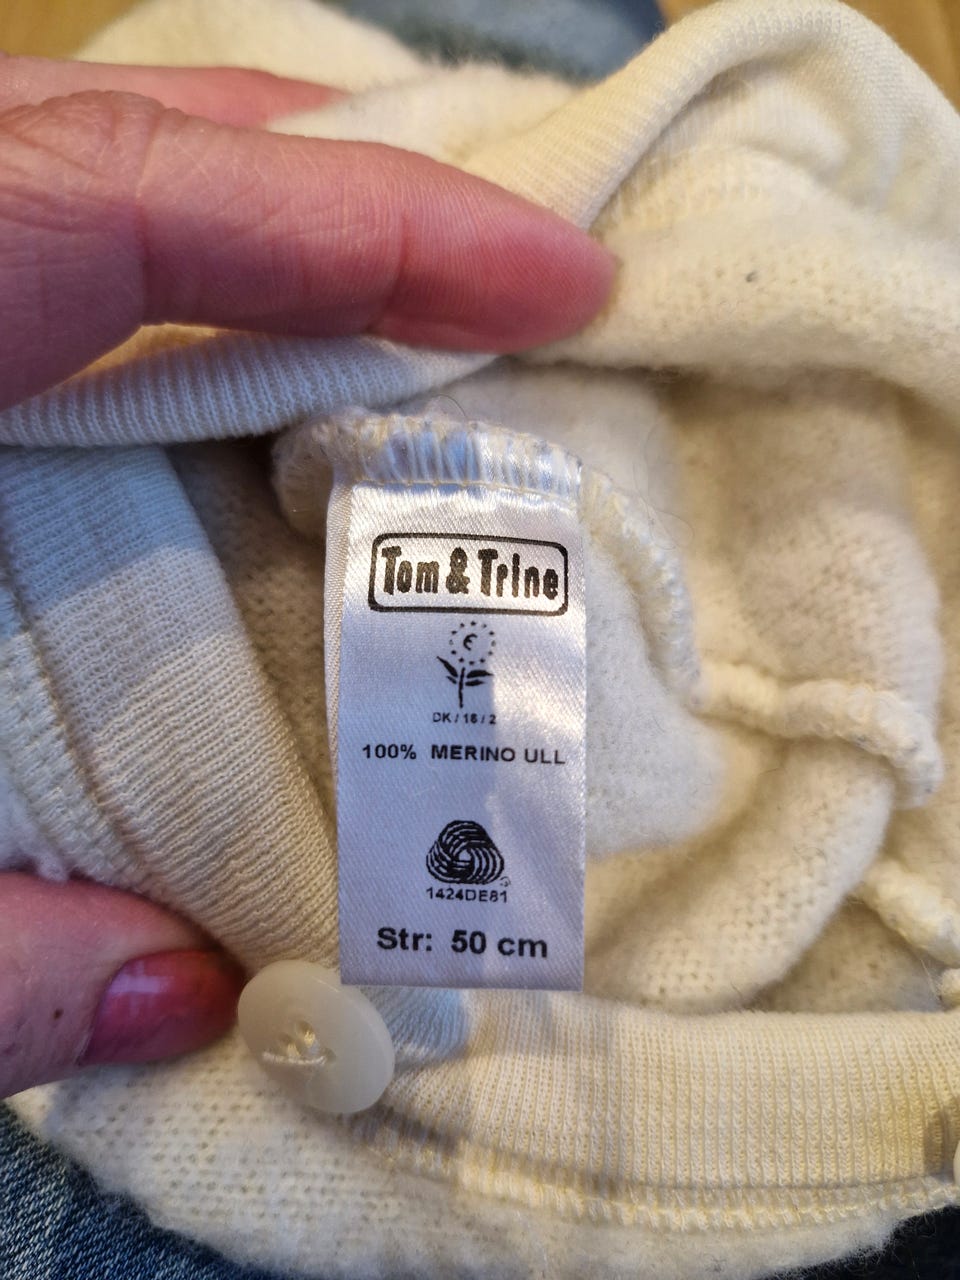 Tom & Trine
DK/16/2
100% MERINO ULL
1424DE81
Str: 50 cm